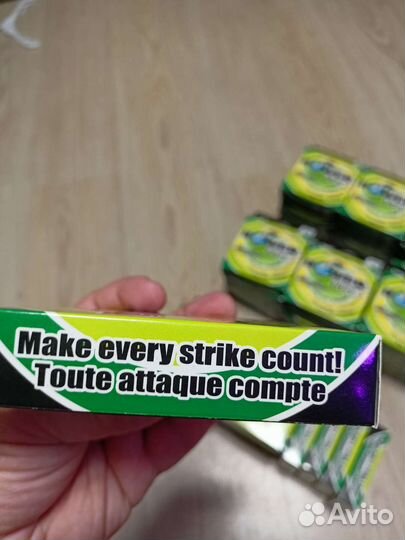 Make every strike count!
Toute attaque compte
Avito